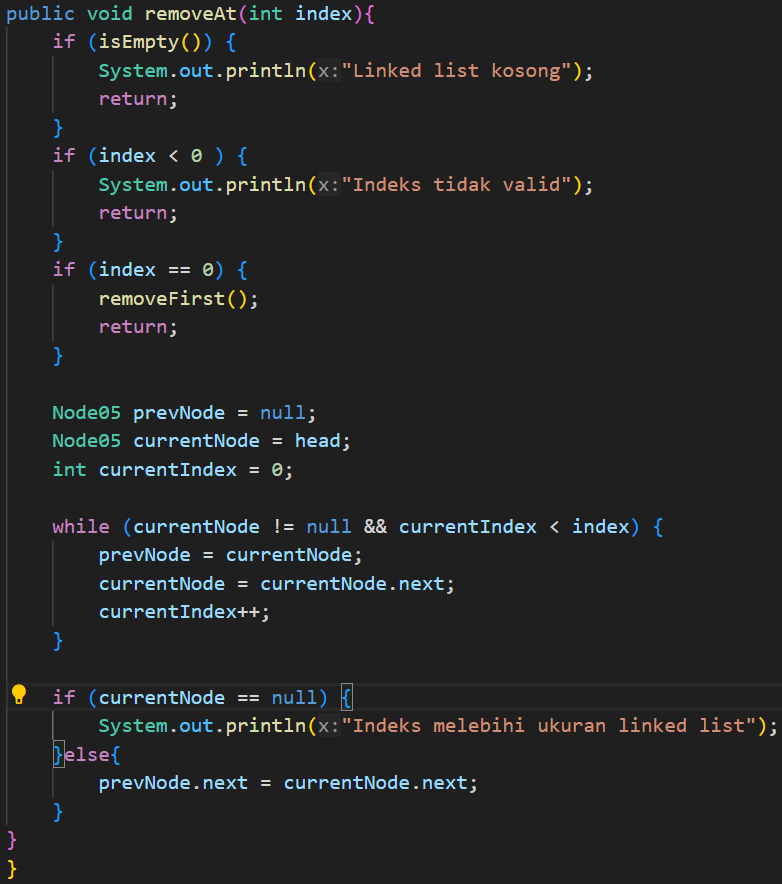 public void removeAt(int index){
    if (isEmpty()) {
        System.out.println(x:"Linked list kosong");
        return;
    }
    if (index < 0 ) {
        System.out.println(x:"Indeks tidak valid");
        return;
    }
    if (index == 0) {
        removeFirst();
        return;
    }

    Node05 prevNode = null;
    Node05 currentNode = head;
    int currentIndex = 0;

    while (currentNode != null && currentIndex < index) {
        prevNode = currentNode;
        currentNode = currentNode.next;
        currentIndex++;
    }

    if (currentNode == null) {
        System.out.println(x:"Indeks melebihi ukuran linked list");
    }else{
        prevNode.next = currentNode.next;
    }
}
}